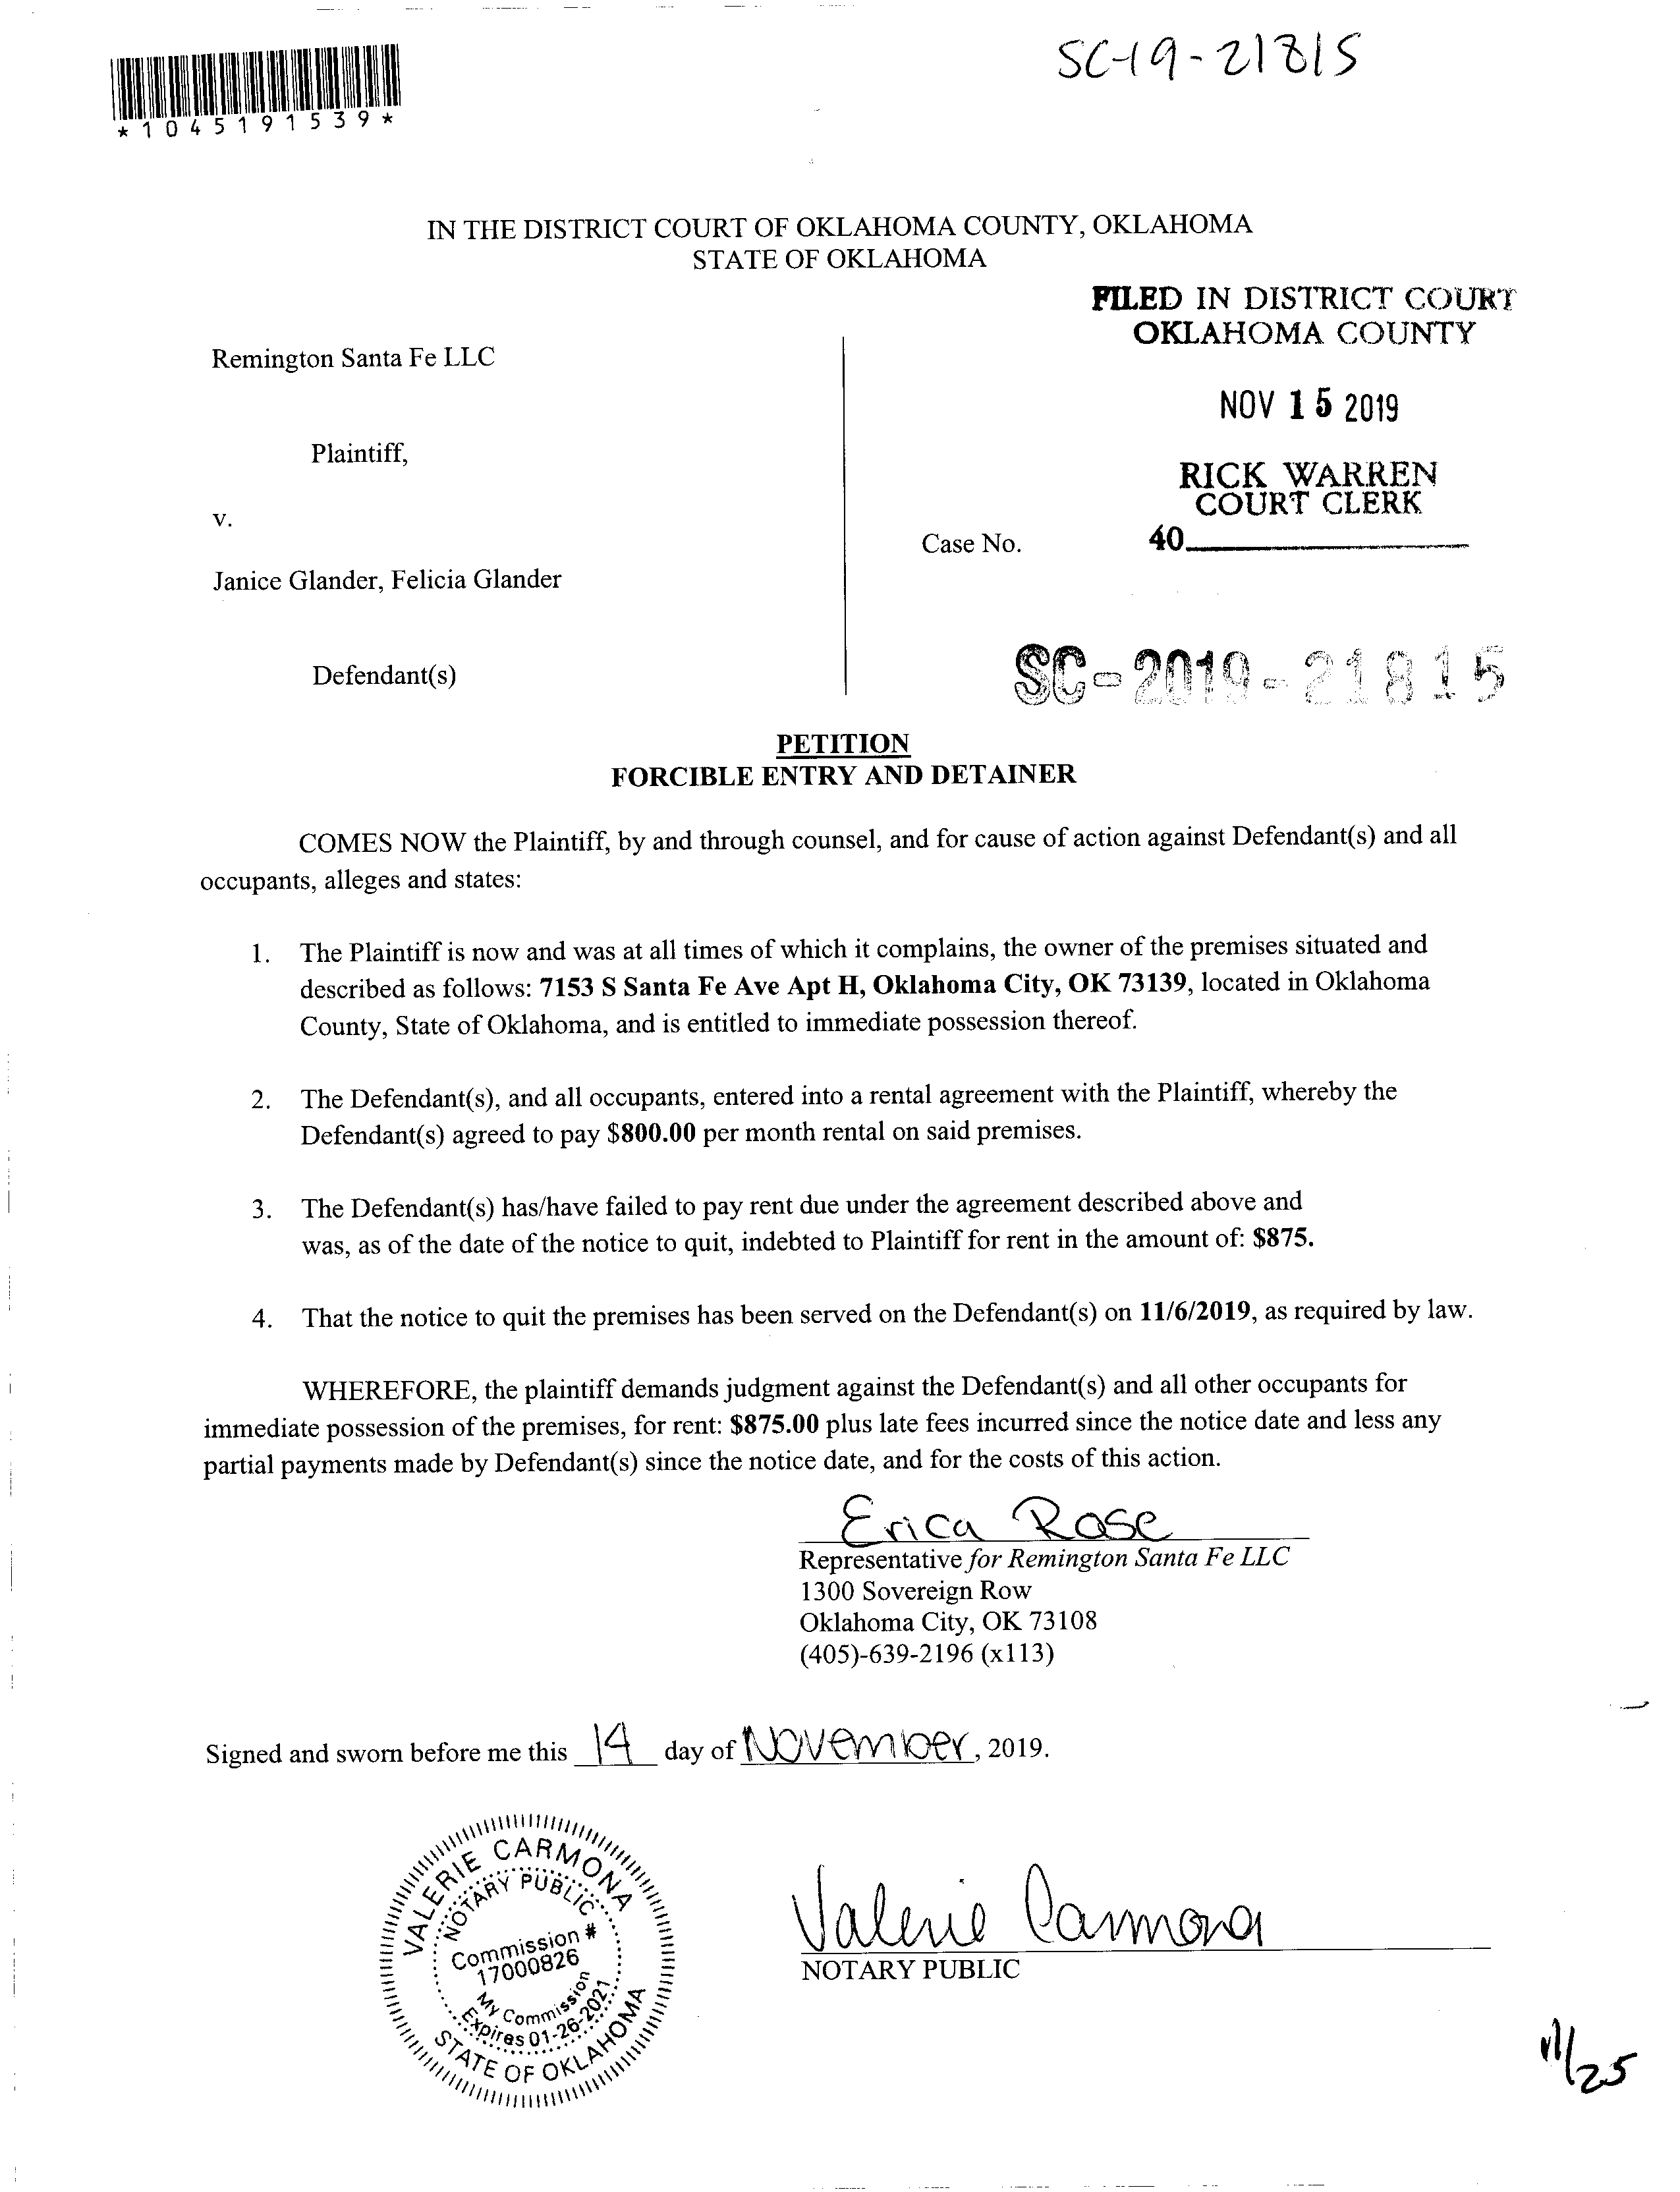 SC-19-21815
*1045191539*
IN THE DISTRICT COURT OF OKLAHOMA COUNTY, OKLAHOMA
STATE OF OKLAHOMA
FILED IN DISTRICT COURT
OKLAHOMA COUNTY
Remington Santa Fe LLC
NOV 15 2019
Plaintiff,
RICK WARREN
COURT CLERK
v.
Case No.
40
Janice Glander, Felicia Glander
Defendant(s)
SC-2019-21815
PETITION
FORCIBLE ENTRY AND DETAINER
COMES NOW the Plaintiff, by and through counsel, and for cause of action against Defendant(s) and all
occupants, alleges and states:
1. The Plaintiff is now and was at all times of which it complains, the owner of the premises situated and
described as follows: 7153 S Santa Fe Ave Apt H, Oklahoma City, OK 73139, located in Oklahoma
County, State of Oklahoma, and is entitled to immediate possession thereof.
2. The Defendant(s), and all occupants, entered into a rental agreement with the Plaintiff, whereby the
Defendant(s) agreed to pay $800.00 per month rental on said premises.
3. The Defendant(s) has/have failed to pay rent due under the agreement described above and
was, as of the date of the notice to quit, indebted to Plaintiff for rent in the amount of: $875.
4. That the notice to quit the premises has been served on the Defendant(s) on 11/6/2019, as required by law.
WHEREFORE, the plaintiff demands judgment against the Defendant(s) and all other occupants for
immediate possession of the premises, for rent: $875.00 plus late fees incurred since the notice date and less any
partial payments made by Defendant(s) since the notice date, and for the costs of this action.
Erica Rose
Representative for Remington Santa Fe LLC
1300 Sovereign Row
Oklahoma City, OK 73108
(405)-639-2196 (x113)
Signed and sworn before me this 14 day of November, 2019.
VALERIE CARMONA
NOTARY PUBLIC
Commission #
17000826
My Commission
Expires 01-26-2021
STATE OF OKLAHOMA
Valerie Carmona
NOTARY PUBLIC
11/25